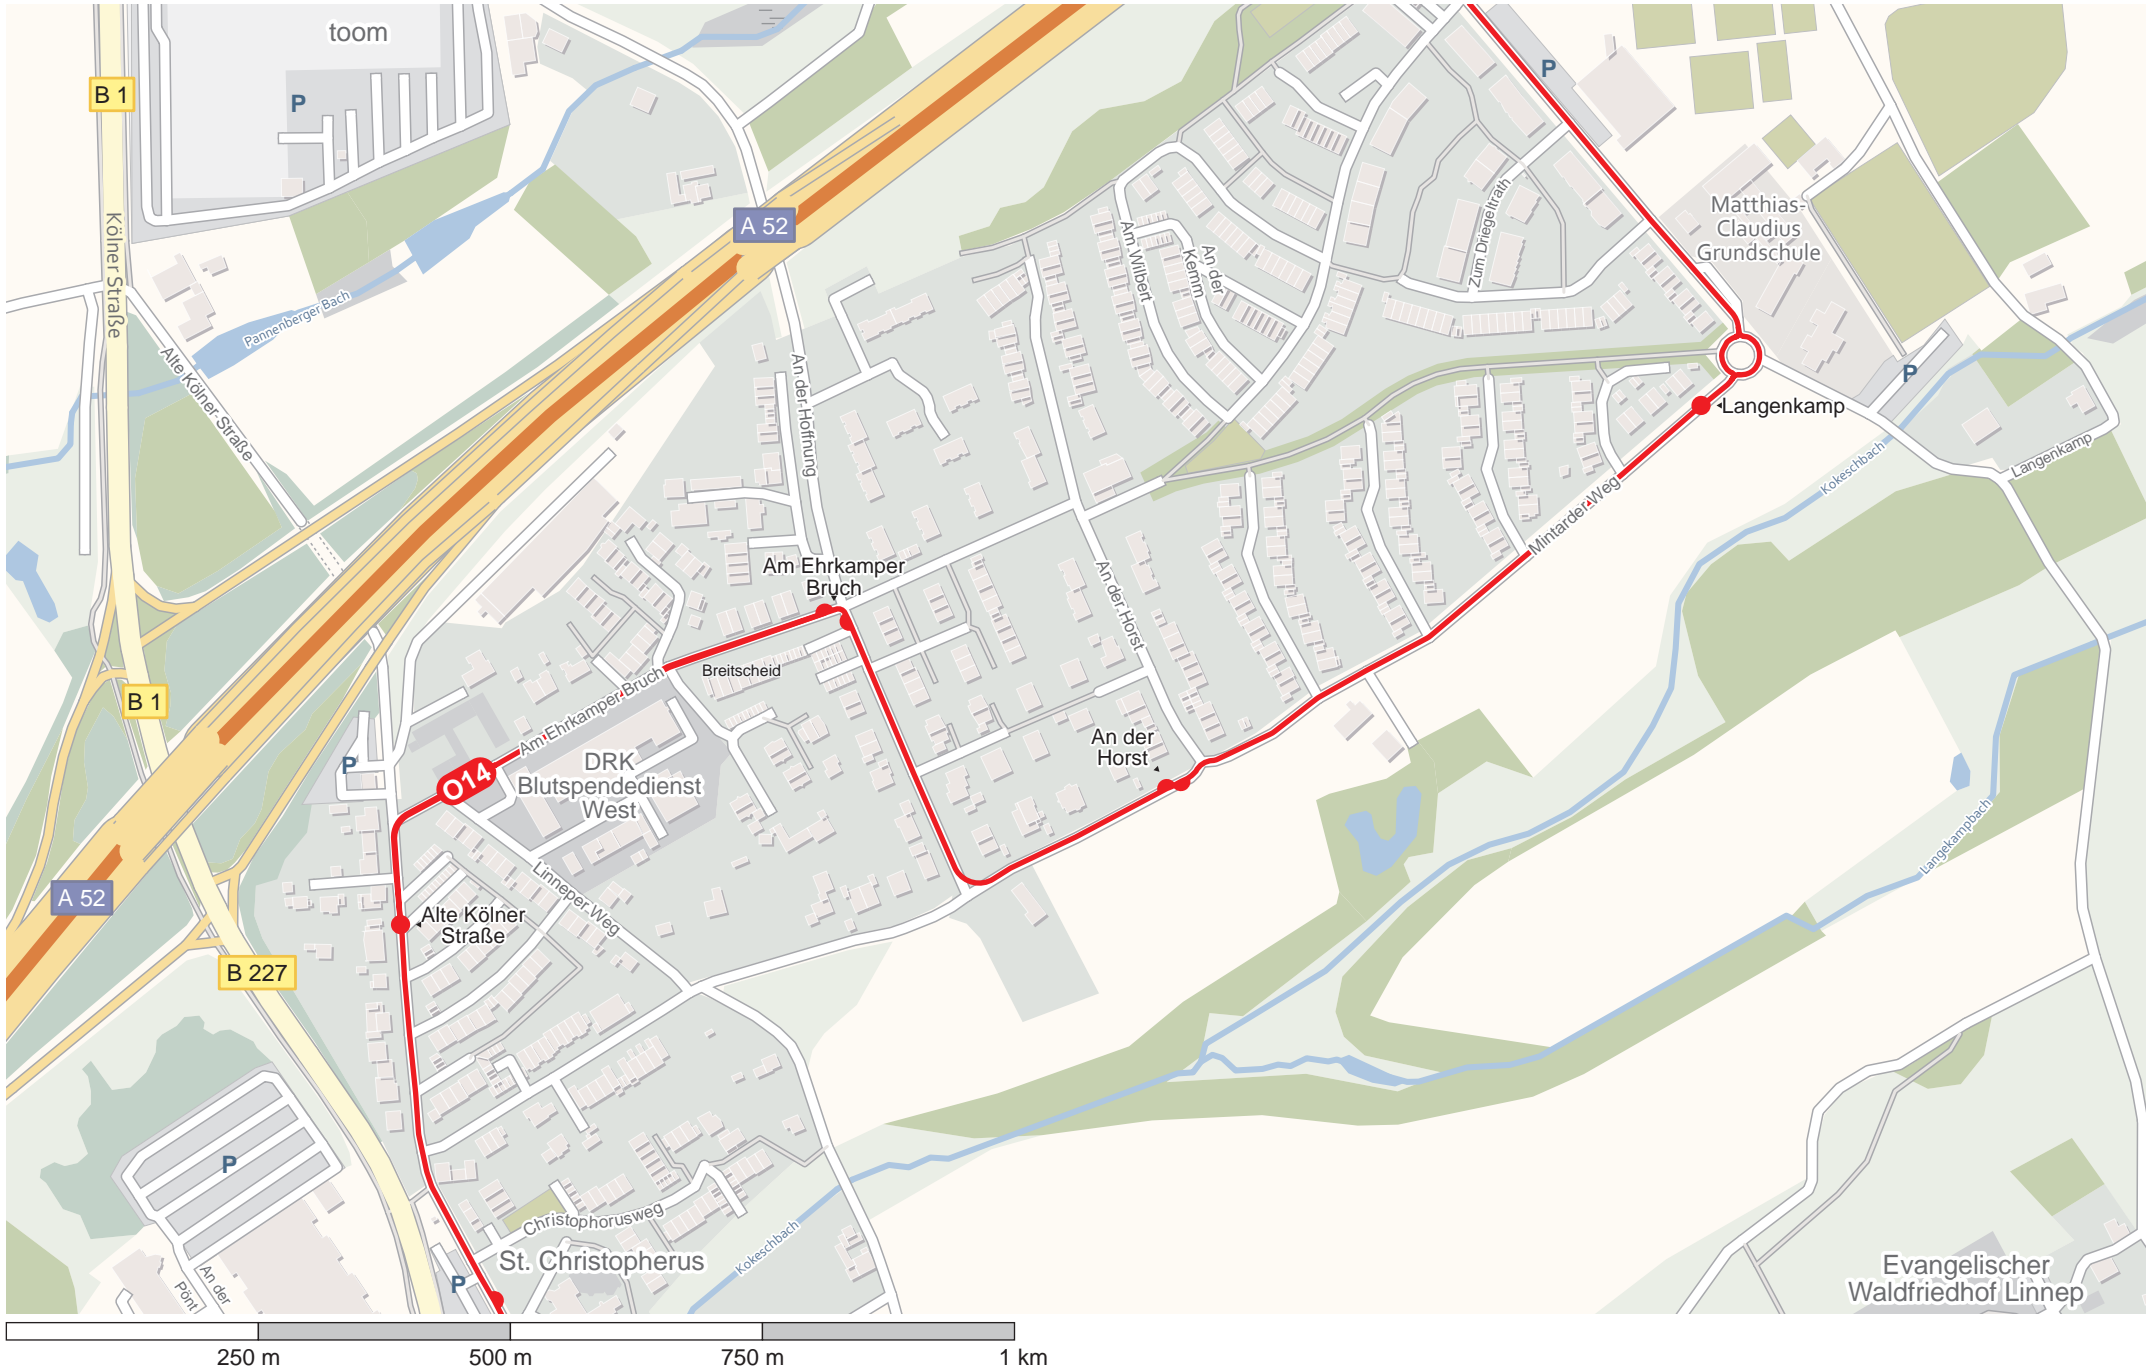 toom
P
B 1
P
Kölner Straße
A 52
Matthias-
Claudius
Grundschule
Zum Driegeltrath
Am Wilbert
An der
Kemm
Pannenberger Bach
Alte Kölner-Straße
An-der-Hoffnung
P
Langenkamp
Langenkamp
Kokeschbach
Mintarder Weg
Am Ehrkamper
Bruch
An der Horst
Breitscheid
B 1
Am Ehrkamper Bruch
An der
Horst
P
O14
DRK
Blutspendedienst
West
Langekampbach
A 52
Linneper Weg
Alte Kölner
Straße
B 227
P
Christophorusweg
St. Christopherus
Kokeschbach
P
An der
Pönt
Evangelischer
Waldfriedhof Linnep
250 m
500 m
750 m
1 km